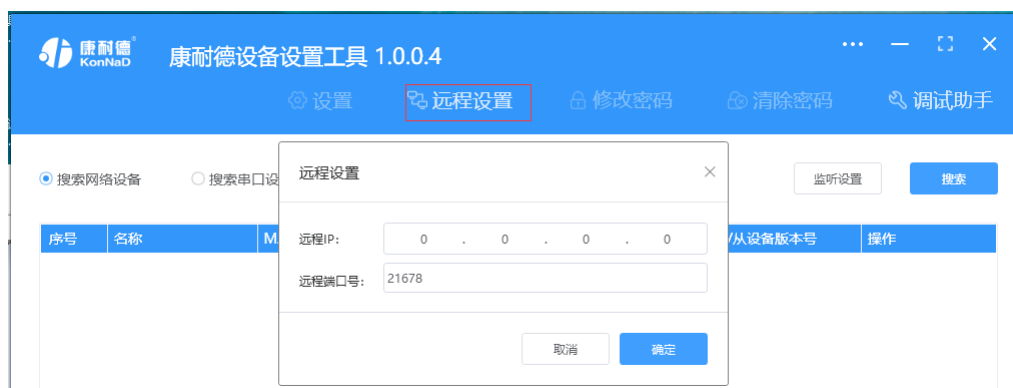 康耐德®
KonNaD
康耐德设备设置工具 1.0.0.4
设置 远程设置 修改密码 清除密码 调试助手
搜索网络设备 搜索串口设 监听设置 搜索
远程设置
序号 名称 M /从设备版本号 操作
远程IP: 0 . 0 . 0 . 0
远程端口号: 21678
取消 确定